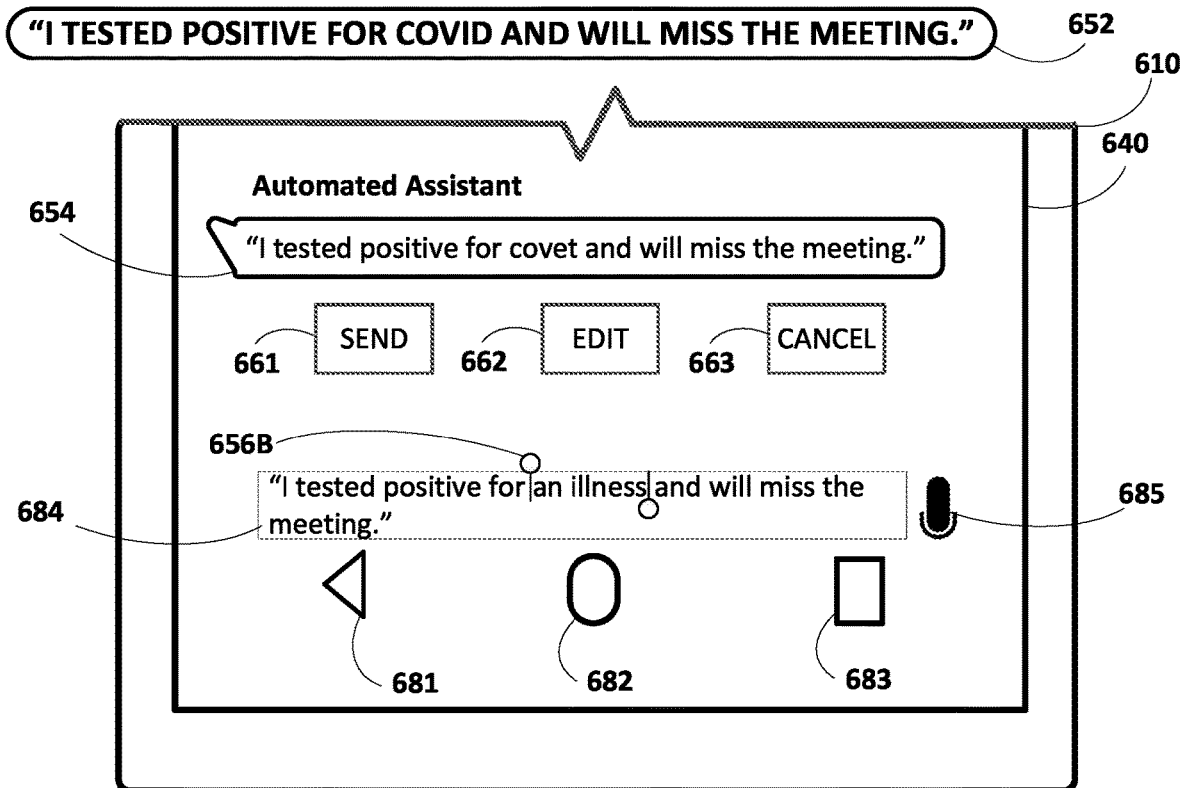 “I TESTED POSITIVE FOR COVID AND WILL MISS THE MEETING.”
652
610
640
Automated Assistant
654
“I tested positive for covet and will miss the meeting.”
SEND
EDIT
CANCEL
661
662
663
656B
“I tested positive for an illness and will miss the
meeting.”
684
685
681
682
683